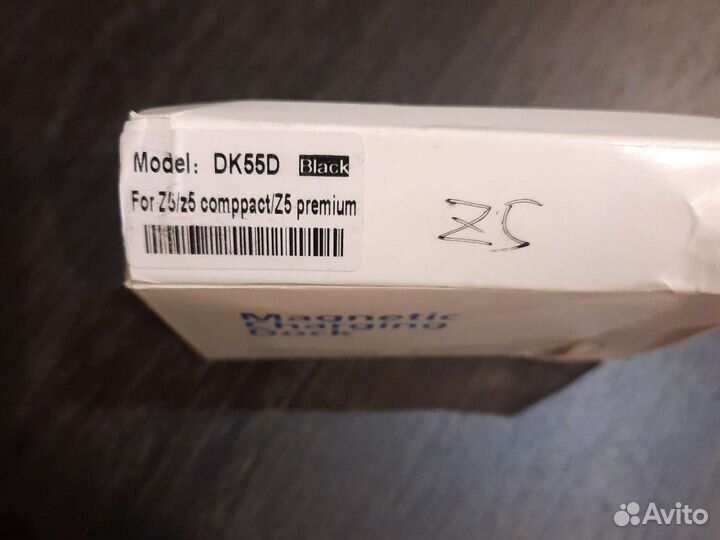 Model: DK55D Black
For Z5/z5 comppact/Z5 premium
Z5
Magnetic
Charging
Dock
Avito